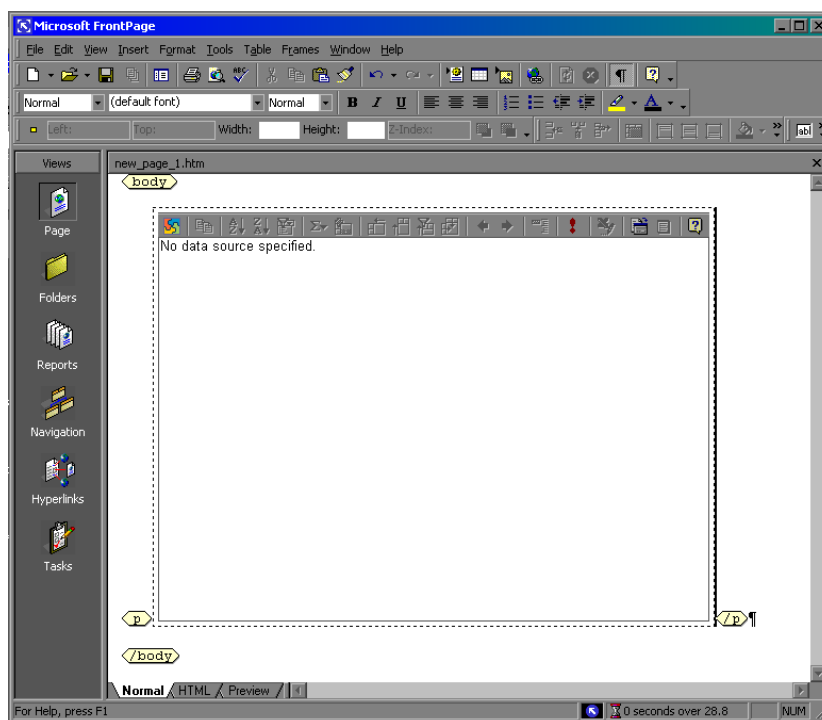 Microsoft FrontPage
File Edit View Insert Format Tools Table Frames Window Help
ABC
Normal (default font) Normal B I U A
Left: Top: Width: Height: Z-Index: abl
Views new_page_1.htm
body
Page
No data source specified.
Folders
Reports
Navigation
Hyperlinks
Tasks
p /p ¶
/body
Normal HTML Preview
For Help, press F1 0 seconds over 28.8 NUM